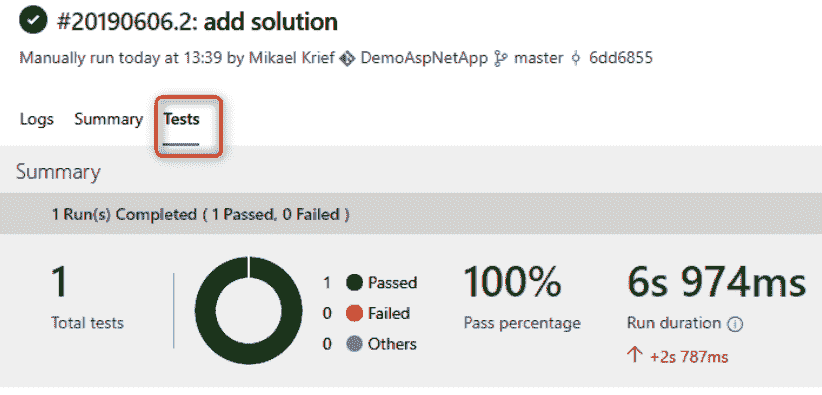 #20190606.2: add solution
Manually run today at 13:39 by Mikael Krief DemoAspNetApp master 6dd6855
Logs Summary Tests
Summary
1 Run(s) Completed ( 1 Passed, 0 Failed )
1
Total tests
1 Passed
0 Failed
0 Others
100%
Pass percentage
6s 974ms
Run duration
+2s 787ms